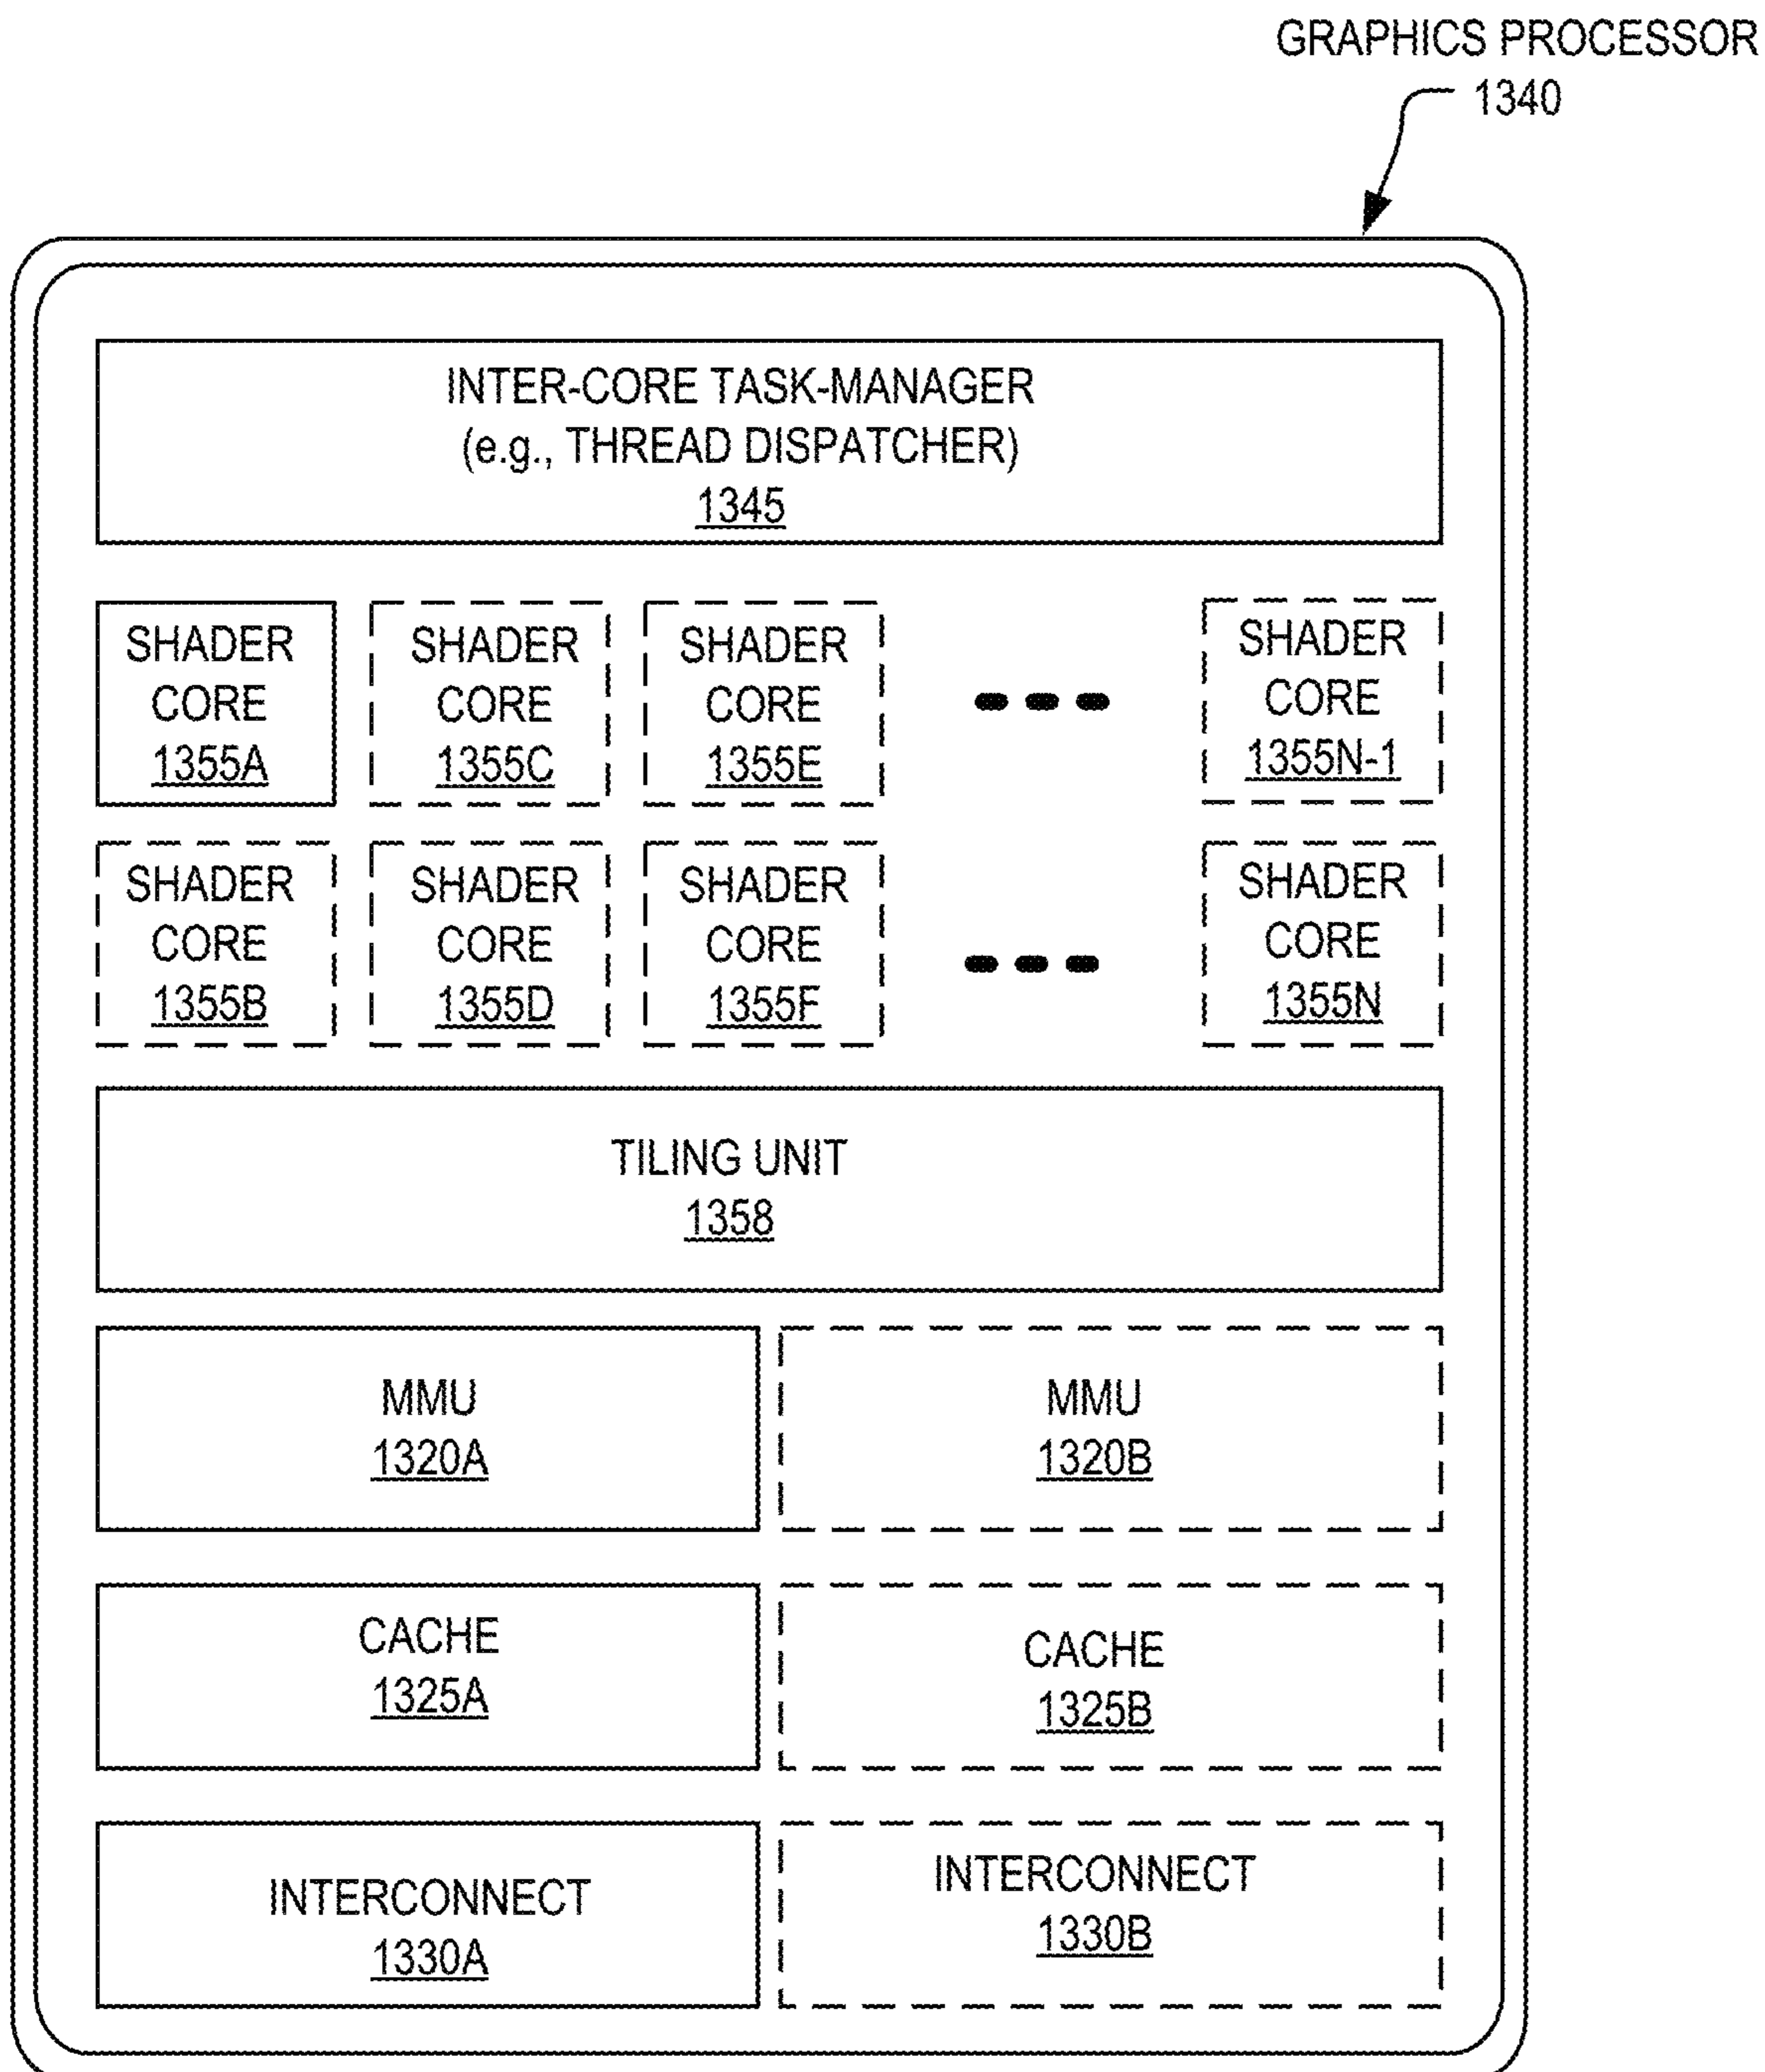 GRAPHICS PROCESSOR
1340
INTER-CORE TASK-MANAGER
(e.g., THREAD DISPATCHER)
1345
SHADER
CORE
1355A
SHADER
CORE
1355C
SHADER
CORE
1355E
SHADER
CORE
1355N-1
SHADER
CORE
1355B
SHADER
CORE
1355D
SHADER
CORE
1355F
SHADER
CORE
1355N
TILING UNIT
1358
MMU
1320A
MMU
1320B
CACHE
1325A
CACHE
1325B
INTERCONNECT
1330A
INTERCONNECT
1330B